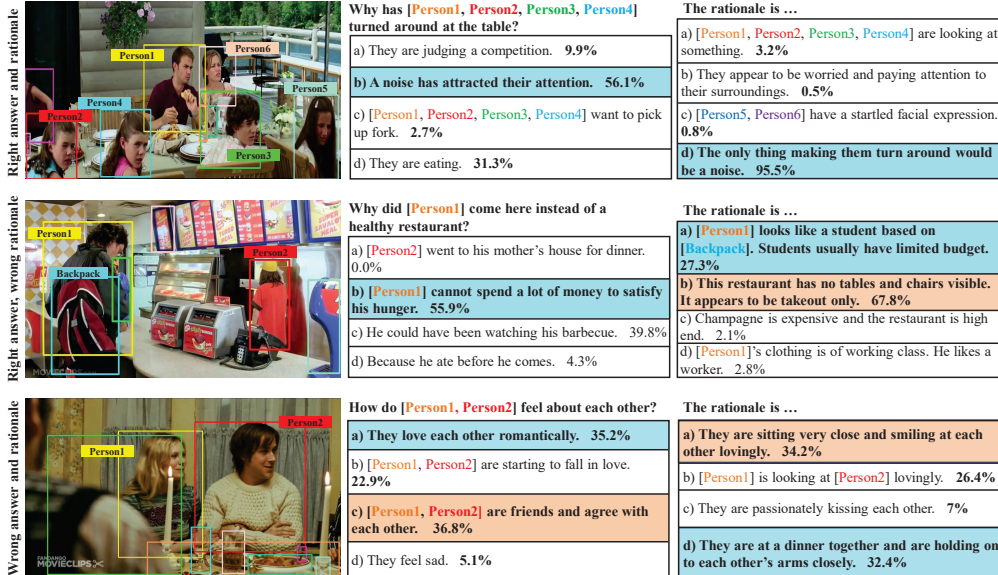 Right answer and rationale
Person1
Person6
Person5
Person4
Person2
Person3
Why has [Person1, Person2, Person3, Person4]
turned around at the table?
a) They are judging a competition. 9.9%
b) A noise has attracted their attention. 56.1%
c) [Person1, Person2, Person3, Person4] want to pick
up fork. 2.7%
d) They are eating. 31.3%
The rationale is …
a) [Person1, Person2, Person3, Person4] are looking at
something. 3.2%
b) They appear to be worried and paying attention to
their surroundings. 0.5%
c) [Person5, Person6] have a startled facial expression.
0.8%
d) The only thing making them turn around would
be a noise. 95.5%
Right answer, wrong rationale
Person1
Person2
Backpack
MOVIECLIPS
Why did [Person1] come here instead of a
healthy restaurant?
a) [Person2] went to his mother's house for dinner.
0.0%
b) [Person1] cannot spend a lot of money to satisfy
his hunger. 55.9%
c) He could have been watching his barbecue. 39.8%
d) Because he ate before he comes. 4.3%
The rationale is …
a) [Person1] looks like a student based on
[Backpack]. Students usually have limited budget.
27.3%
b) This restaurant has no tables and chairs visible.
It appears to be takeout only. 67.8%
c) Champagne is expensive and the restaurant is high
end. 2.1%
d) [Person1]'s clothing is of working class. He likes a
worker. 2.8%
Wrong answer and rationale
Person2
Person1
FANDANGO
MOVIECLIPS
How do [Person1, Person2] feel about each other?
a) They love each other romantically. 35.2%
b) [Person1, Person2] are starting to fall in love.
22.9%
c) [Person1, Person2] are friends and agree with
each other. 36.8%
d) They feel sad. 5.1%
The rationale is …
a) They are sitting very close and smiling at each
other lovingly. 34.2%
b) [Person1] is looking at [Person2] lovingly. 26.4%
c) They are passionately kissing each other. 7%
d) They are at a dinner together and are holding on
to each other's arms closely. 32.4%